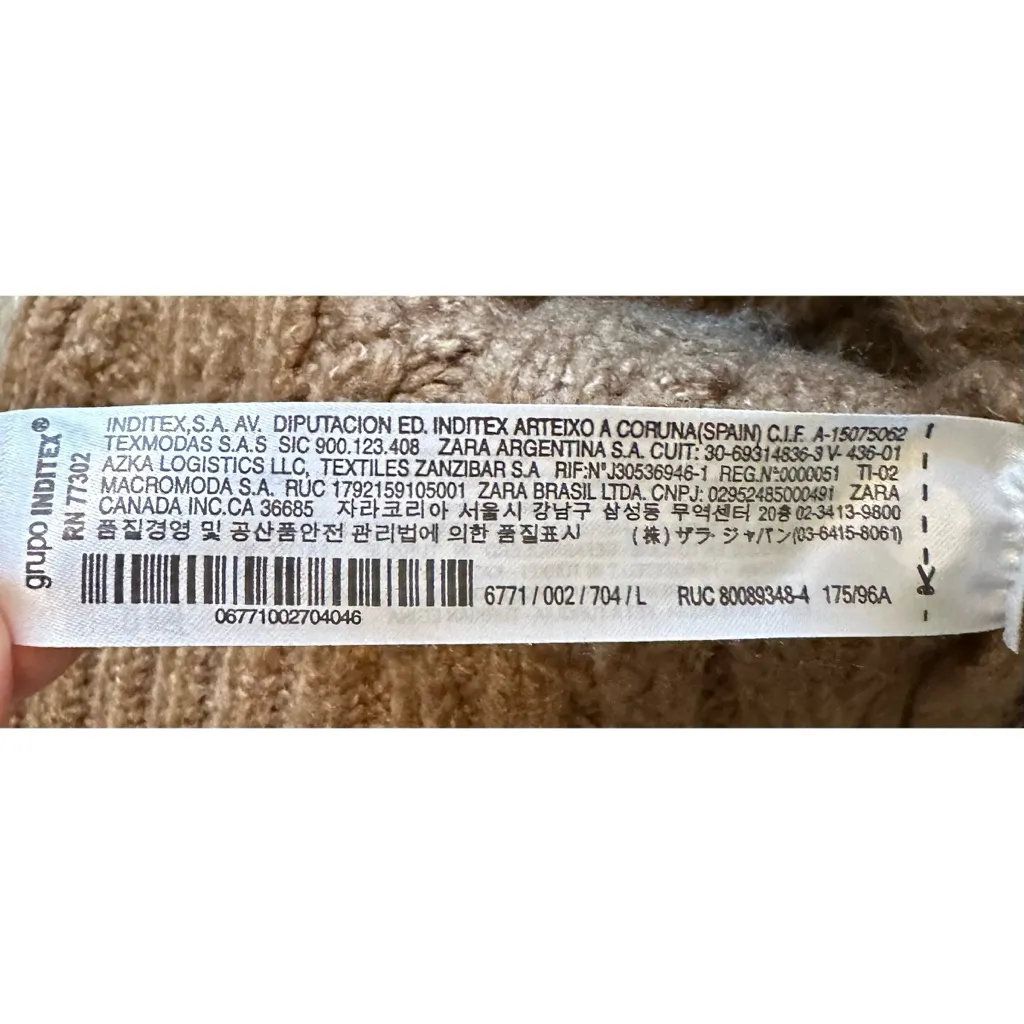 grupo INDITEX®
RN 77302
INDITEX,S.A. AV. DIPUTACION ED. INDITEX ARTEIXO A CORUNA(SPAIN) C.I.F. A-15075062
TEXMODAS S.A.S SIC 900.123.408 ZARA ARGENTINA S.A. CUIT: 30-69314836-3 V- 436-01
AZKA LOGISTICS LLC, TEXTILES ZANZIBAR S.A RIF:Nº J30536946-1 REG.Nº:0000051 TI-02
MACROMODA S.A. RUC 1792159105001 ZARA BRASIL LTDA. CNPJ: 02952485000491 ZARA
CANADA INC.CA 36685 자라코리아 서울시 강남구 삼성동 무역센터 20층 02-3413-9800
품질경영 및 공산품안전 관리법에 의한 품질표시 (株) ザラ・ジャパン(03-6415-8061)
6771 / 002 / 704 / L RUC 80089348-4 175/96A
06771002704046